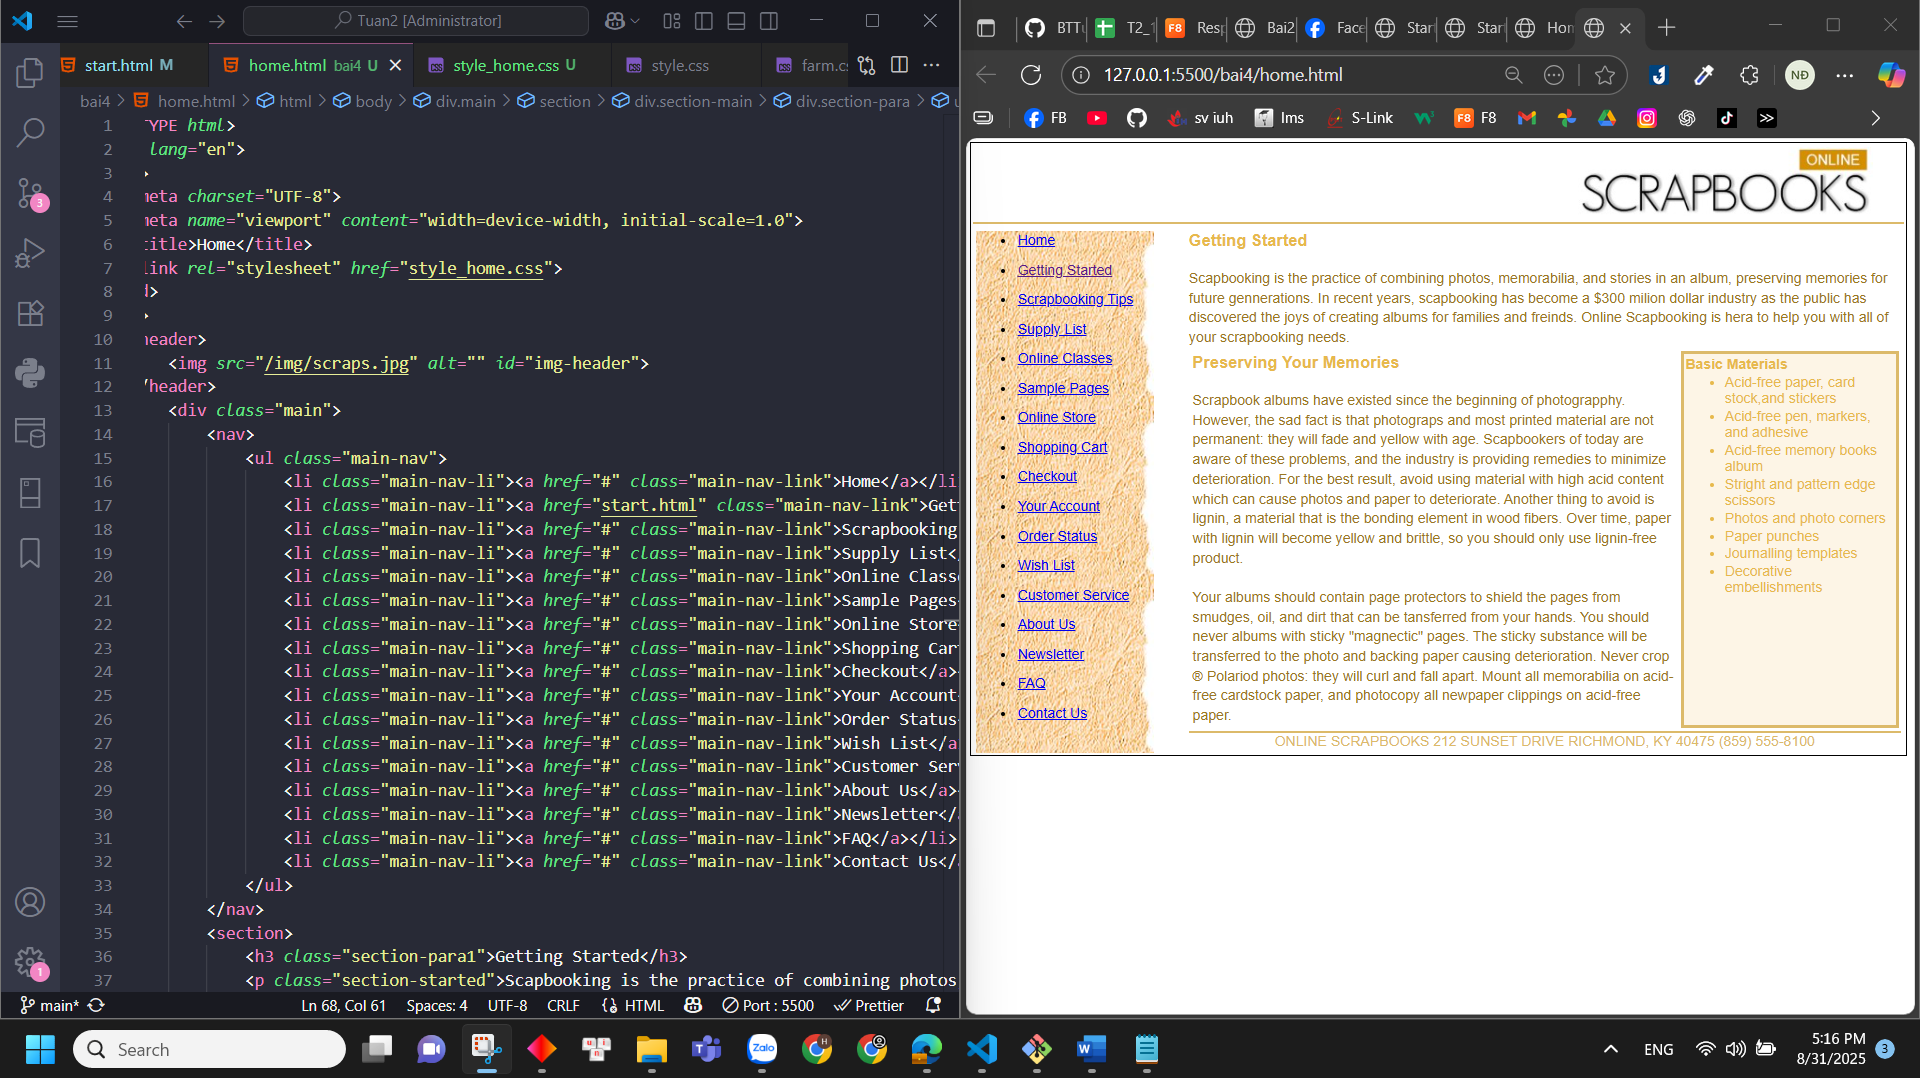 Tuan2 [Administrator]
start.html M
home.html bai4 U
style_home.css U
style.css
farm.cs
bai4 > home.html > html > body > div.main > section > div.section-main > div.section-para >
1 TYPE html>
2 lang="en">
3 >
4 meta charset="UTF-8">
5 meta name="viewport" content="width=device-width, initial-scale=1.0">
6 title>Home</title>
7 link rel="stylesheet" href="style_home.css">
8 d>
9 >
10 header>
11 <img src="/img/scraps.jpg" alt="" id="img-header">
12 /header>
13 <div class="main">
14 <nav>
15 <ul class="main-nav">
16 <li class="main-nav-li"><a href="#" class="main-nav-link">Home</a></li
17 <li class="main-nav-li"><a href="start.html" class="main-nav-link">Get
18 <li class="main-nav-li"><a href="#" class="main-nav-link">Scrapbooking
19 <li class="main-nav-li"><a href="#" class="main-nav-link">Supply List<
20 <li class="main-nav-li"><a href="#" class="main-nav-link">Online Class
21 <li class="main-nav-li"><a href="#" class="main-nav-link">Sample Pages
22 <li class="main-nav-li"><a href="#" class="main-nav-link">Online Store
23 <li class="main-nav-li"><a href="#" class="main-nav-link">Shopping Car
24 <li class="main-nav-li"><a href="#" class="main-nav-link">Checkout</a>
25 <li class="main-nav-li"><a href="#" class="main-nav-link">Your Account
26 <li class="main-nav-li"><a href="#" class="main-nav-link">Order Status
27 <li class="main-nav-li"><a href="#" class="main-nav-link">Wish List</a
28 <li class="main-nav-li"><a href="#" class="main-nav-link">Customer Ser
29 <li class="main-nav-li"><a href="#" class="main-nav-link">About Us</a>
30 <li class="main-nav-li"><a href="#" class="main-nav-link">Newsletter</
31 <li class="main-nav-li"><a href="#" class="main-nav-link">FAQ</a></li>
32 <li class="main-nav-li"><a href="#" class="main-nav-link">Contact Us</
33 </ul>
34 </nav>
35 <section>
36 <h3 class="section-para1">Getting Started</h3>
37 <p class="section-started">Scapbooking is the practice of combining photos
3
1
main* Ln 68, Col 61 Spaces: 4 UTF-8 CRLF {} HTML Port : 5500 Prettier
BTT T2_1 Resp Bai2 Face Star Star Hon
127.0.0.1:5500/bai4/home.html
NĐ
FB sv iuh lms S-Link F8 F8
ONLINE
SCRAPBOOKS
• Home
• Getting Started
• Scrapbooking Tips
• Supply List
• Online Classes
• Sample Pages
• Online Store
• Shopping Cart
• Checkout
• Your Account
• Order Status
• Wish List
• Customer Service
• About Us
• Newsletter
• FAQ
• Contact Us
Getting Started
Scapbooking is the practice of combining photos, memorabilia, and stories in an album, preserving memories for
future gennerations. In recent years, scapbooking has become a $300 milion dollar industry as the public has
discovered the joys of creating albums for families and freinds. Online Scapbooking is hera to help you with all of
your scrapbooking needs.
Preserving Your Memories
Scrapbook albums have existed since the beginning of photograpphy.
However, the sad fact is that photograps and most printed material are not
permanent: they will fade and yellow with age. Scapbookers of today are
aware of these problems, and the industry is providing remedies to minimize
deterioration. For the best result, avoid using material with high acid content
which can cause photos and paper to deteriorate. Another thing to avoid is
lignin, a material that is the bonding element in wood fibers. Over time, paper
with lignin will become yellow and brittle, so you should only use lignin-free
product.
Your albums should contain page protectors to shield the pages from
smudges, oil, and dirt that can be tansferred from your hands. You should
never albums with sticky "magnectic" pages. The sticky substance will be
transferred to the photo and backing paper causing deterioration. Never crop
® Polariod photos: they will curl and fall apart. Mount all memorabilia on acid-
free cardstock paper, and photocopy all newpaper clippings on acid-free
paper.
Basic Materials
• Acid-free paper, card
stock,and stickers
• Acid-free pen, markers,
and adhesive
• Acid-free memory books
album
• Stright and pattern edge
scissors
• Photos and photo corners
• Paper punches
• Journalling templates
• Decorative
embellishments
ONLINE SCRAPBOOKS 212 SUNSET DRIVE RICHMOND, KY 40475 (859) 555-8100
Search
Zalo
ENG
5:16 PM
8/31/2025
3